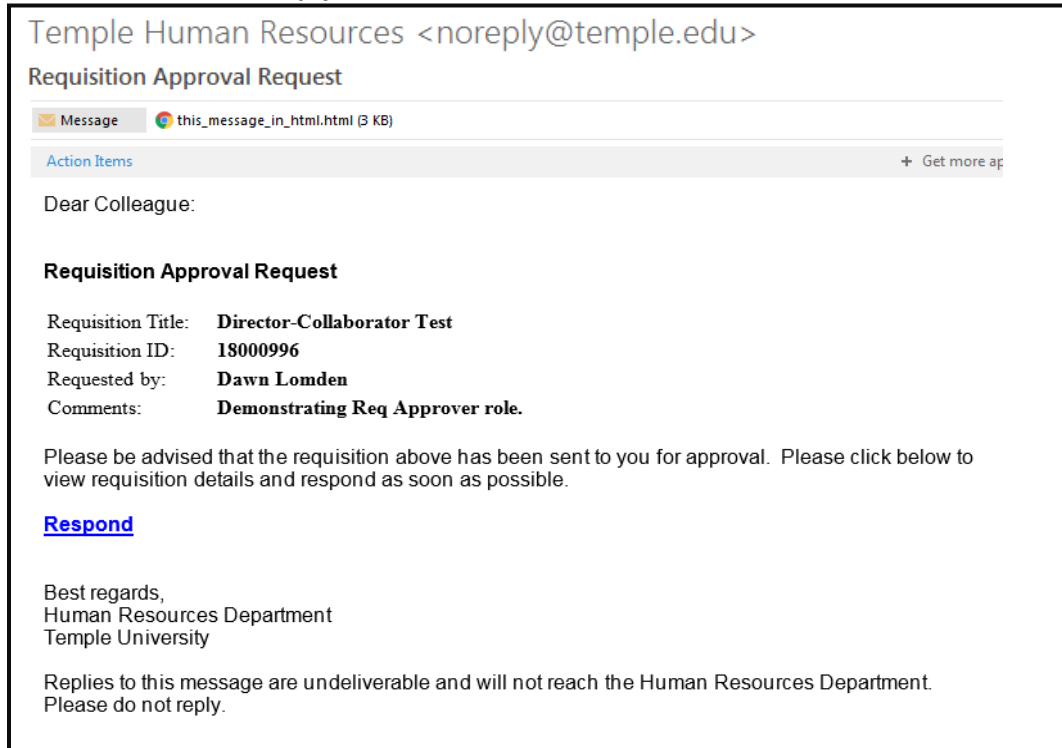 Temple Human Resources <noreply@temple.edu>
Requisition Approval Request
Message this_message_in_html.html (3 KB)
Action Items + Get more ap
Dear Colleague:
Requisition Approval Request
Requisition Title: Director-Collaborator Test
Requisition ID: 18000996
Requested by: Dawn Lomden
Comments: Demonstrating Req Approver role.
Please be advised that the requisition above has been sent to you for approval.  Please click below to
view requisition details and respond as soon as possible.
Respond
Best regards,
Human Resources Department
Temple University
Replies to this message are undeliverable and will not reach the Human Resources Department.
Please do not reply.